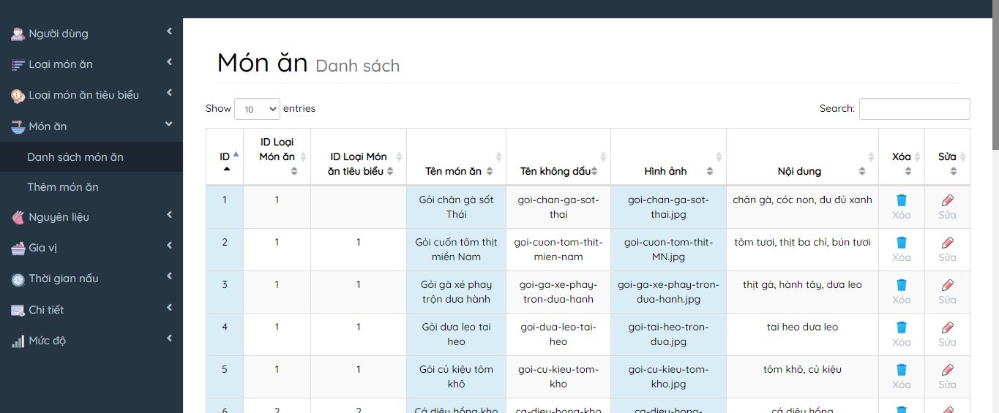 Người dùng
Loại món ăn
Loại món ăn tiêu biểu
Món ăn
Danh sách món ăn
Thêm món ăn
Nguyên liệu
Gia vị
Thời gian nấu
Chi tiết
Mức độ
Món ăn Danh sách
Show 10 entries
Search:
ID
ID Loại
Món ăn
ID Loại Món
ăn tiêu biểu
Tên món ăn
Tên không dấu
Hình ảnh
Nội dung
Xóa
Sửa
1
1
Gỏi chân gà sốt
Thái
goi-chan-ga-sot-
thai
goi-chan-ga-sot-
thai.jpg
chân gà, cóc non, đu đủ xanh
Xóa
Sửa
2
1
1
Gỏi cuốn tôm thịt
miền Nam
goi-cuon-tom-thit-
mien-nam
goi-cuon-tom-thit-
MN.jpg
tôm tươi, thịt ba chỉ, bún tươi
Xóa
Sửa
3
1
1
Gỏi gà xé phay
trộn dưa hành
goi-ga-xe-phay-
tron-dua-hanh
goi-ga-xe-phay-tron-
dua-hanh.jpg
thịt gà, hành tây, dưa leo
Xóa
Sửa
4
1
1
Gỏi dưa leo tai
heo
goi-dua-leo-tai-
heo
goi-tai-heo-tron-
dua.jpg
tai heo dưa leo
Xóa
Sửa
5
1
1
Gỏi củ kiệu tôm
khô
goi-cu-kieu-tom-
kho
goi-cu-kieu-tom-
kho.jpg
tôm khô, củ kiệu
Xóa
Sửa
6
2
2
Cá diêu hồng kho
ca-dieu-hong-kho
ca-dieu-hong-
cá diêu hồng